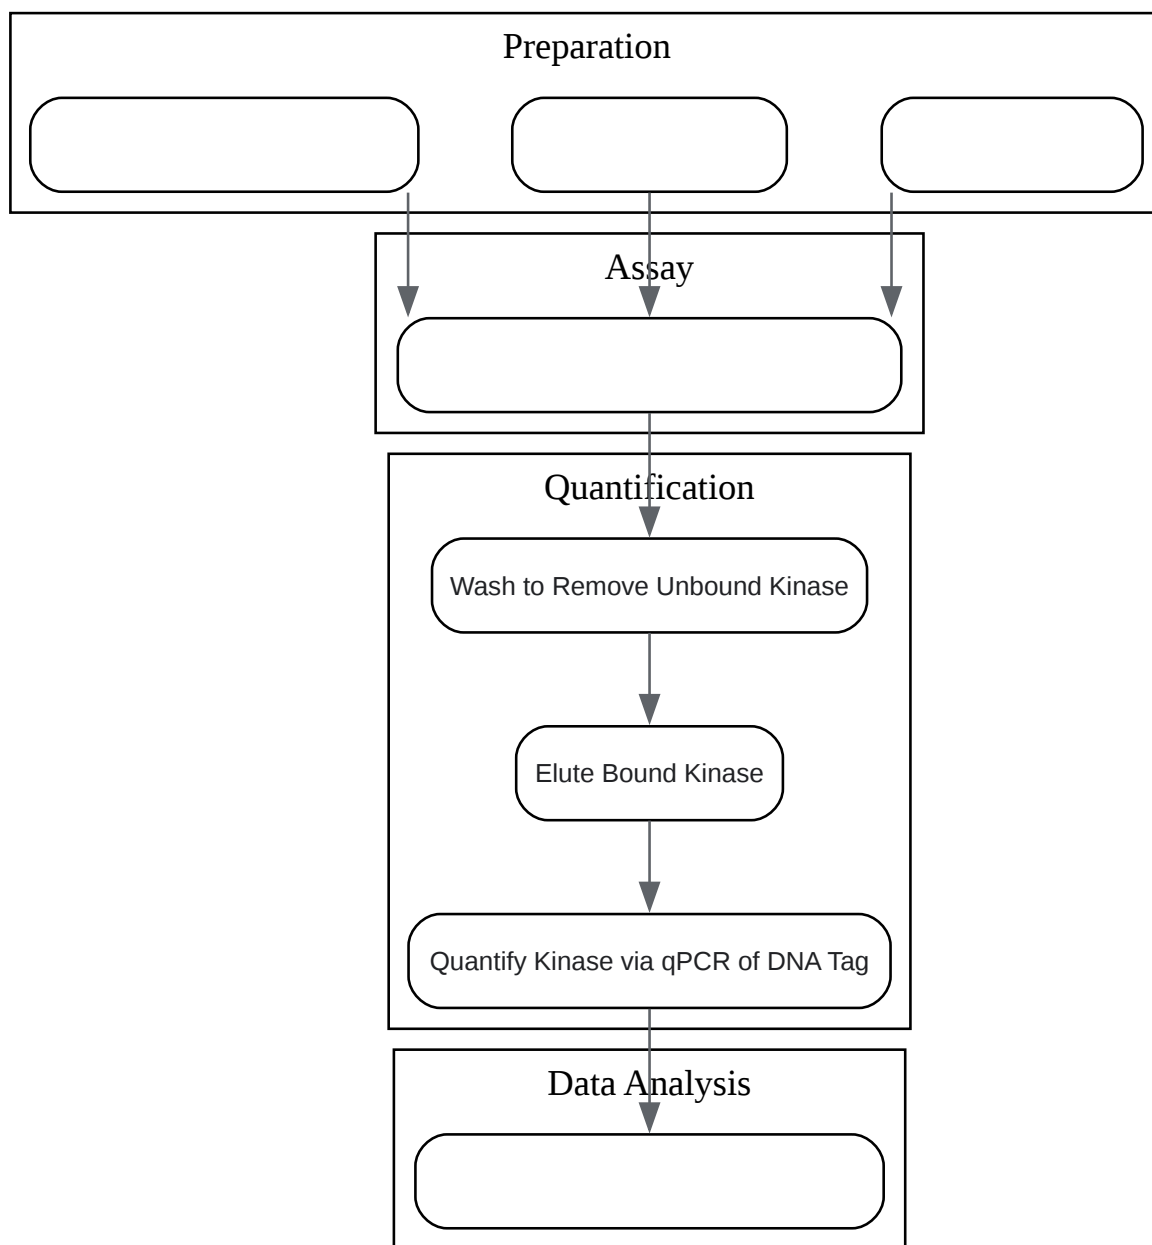 Preparation
Assay
Quantification
Wash to Remove Unbound Kinase
Elute Bound Kinase
Quantify Kinase via qPCR of DNA Tag
Data Analysis